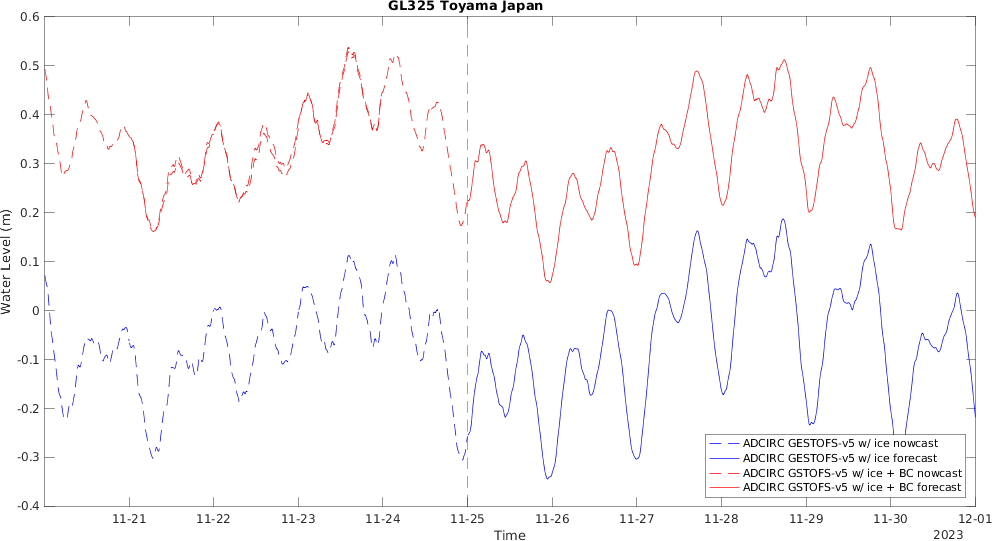 GL325 Toyama Japan
0.6
0.5
0.4
0.3
0.2
0.1
0
-0.1
-0.2
-0.3
-0.4
Water Level (m)
ADCIRC GESTOFS-v5 w/ ice nowcast
ADCIRC GESTOFS-v5 w/ ice forecast
ADCIRC GSTOFS-v5 w/ ice + BC nowcast
ADCIRC GSTOFS-v5 w/ ice + BC forecast
11-21 11-22 11-23 11-24 11-25 11-26 11-27 11-28 11-29 11-30 12-01
Time
2023